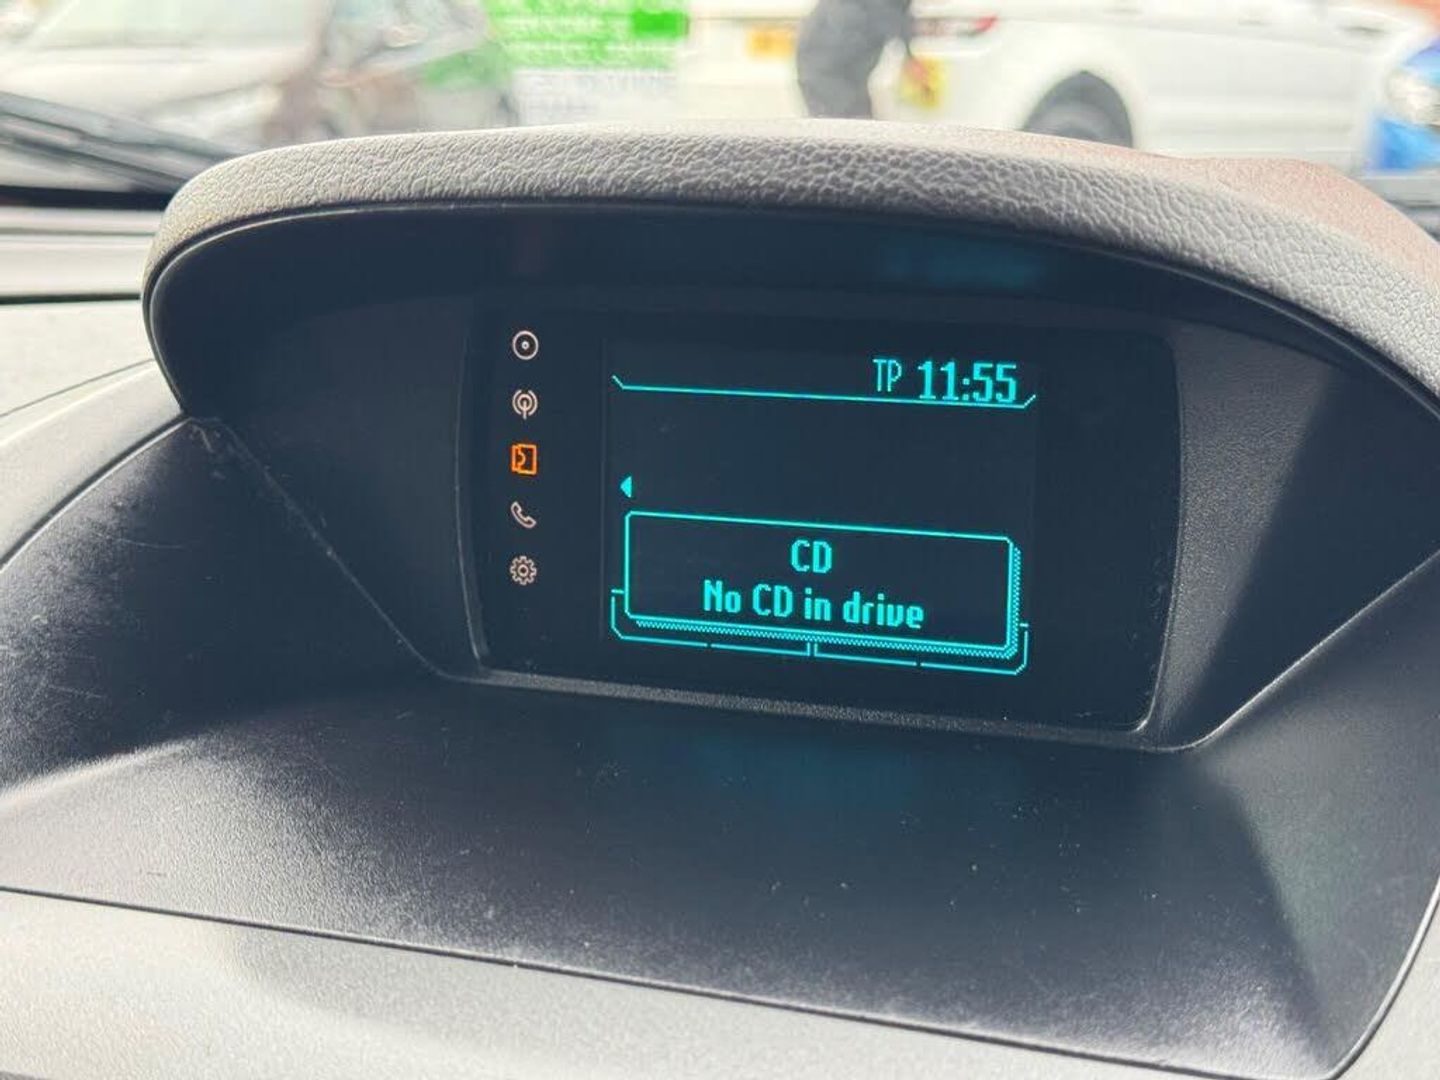 TP 11:55
CD
No CD in drive